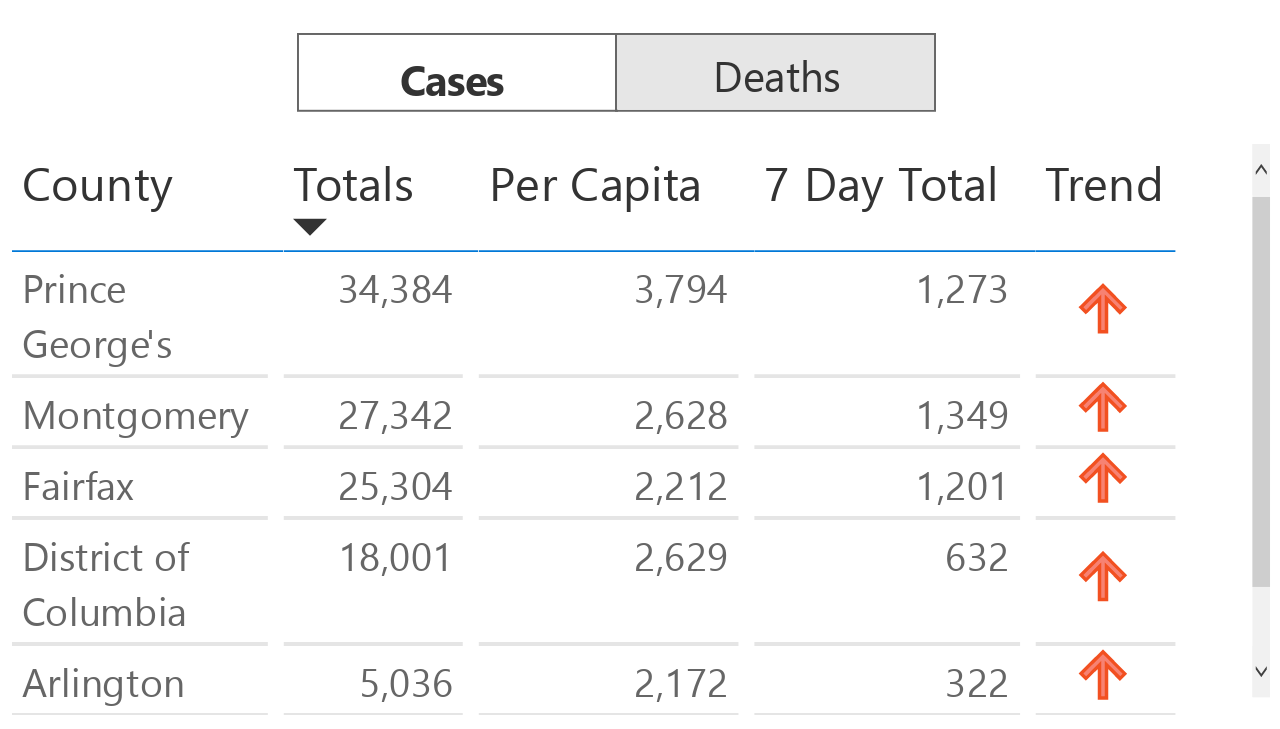 Cases Deaths
County Totals Per Capita 7 Day Total Trend
Prince 34,384 3,794 1,273
George's
Montgomery 27,342 2,628 1,349
Fairfax 25,304 2,212 1,201
District of 18,001 2,629 632
Columbia
Arlington 5,036 2,172 322